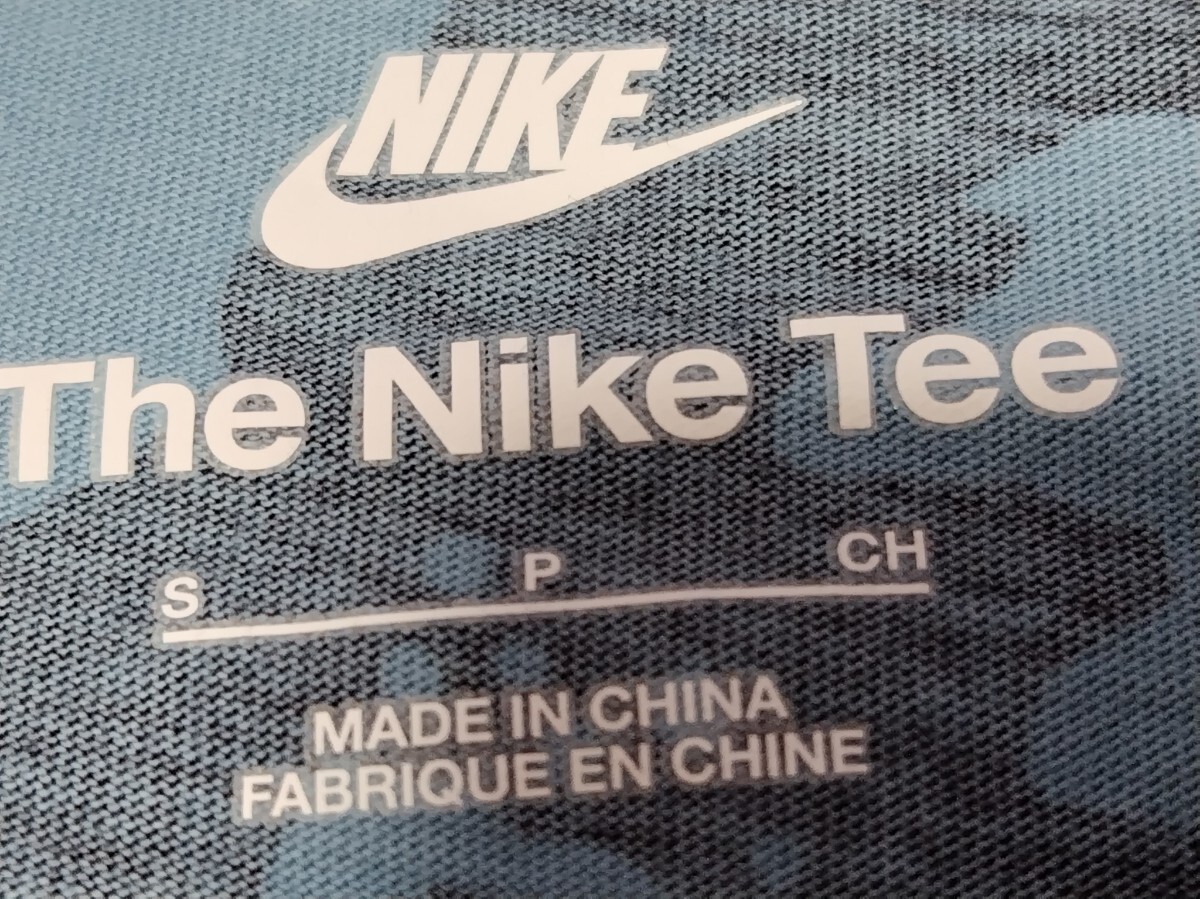 NIKE
The Nike Tee
S P CH
MADE IN CHINA
FABRIQUE EN CHINE